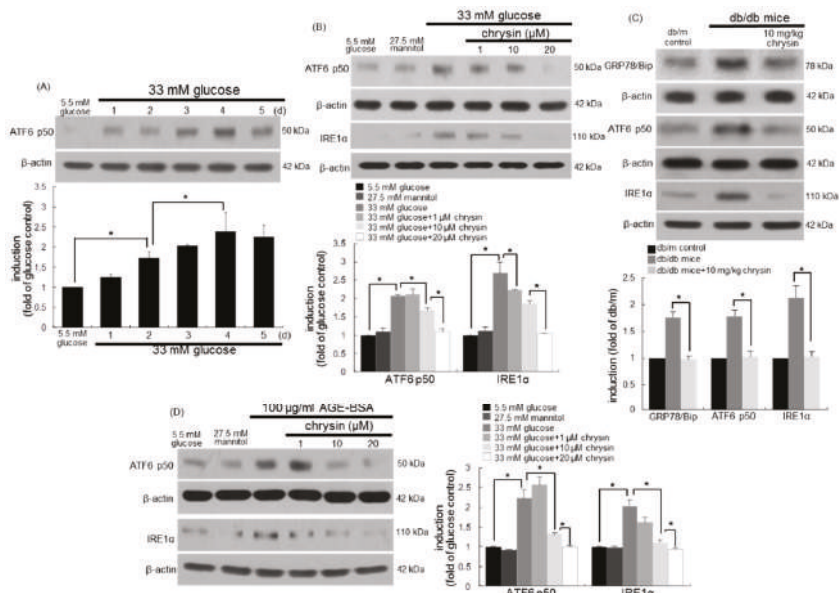 (A)
33 mM glucose
5.5 mM glucose
1 2 3 4 5 (d)
ATF6 p50
50 kDa
β-actin
42 kDa
induction
(fold of glucose control)
3
2.5
2
1.5
1
0.5
0
*
*
5.5 mM glucose
1 2 3 4 5 (d)
33 mM glucose
(B)
33 mM glucose
5.5 mM glucose
27.5 mM mannitol
chrysin (µM)
1 10 20
ATF6 p50
50 kDa
β-actin
42 kDa
IRE1α
110 kDa
β-actin
42 kDa
5.5 mM glucose
27.5 mM mannitol
33 mM glucose
33 mM glucose+1 µM chrysin
33 mM glucose+10 µM chrysin
33 mM glucose+20 µM chrysin
induction
(fold of glucose control)
3.5
3
2.5
2
1.5
1
0.5
0
* * *
* * *
ATF6 p50
IRE1α
(C)
db/db mice
db/m control
10 mg/kg chrysin
GRP78/Bip
78 kDa
β-actin
42 kDa
ATF6 p50
50 kDa
β-actin
42 kDa
IRE1α
110 kDa
β-actin
42 kDa
db/m control
db/db mice
db/db mice+10 mg/kg chrysin
induction (fold of db/m)
2.5
2
1.5
1
0.5
0
* * *
GRP78/Bip
ATF6 p50
IRE1α
(D)
100 µg/ml AGE-BSA
5.5 mM glucose
27.5 mM mannitol
chrysin (µM)
1 10 20
ATF6 p50
50 kDa
β-actin
42 kDa
IRE1α
110 kDa
β-actin
42 kDa
5.5 mM glucose
27.5 mM mannitol
33 mM glucose
33 mM glucose+1 µM chrysin
33 mM glucose+10 µM chrysin
33 mM glucose+20 µM chrysin
induction
(fold of glucose control)
3
2.5
2
1.5
1
0.5
0
* * *
* * *
ATF6 p50
IRE1α